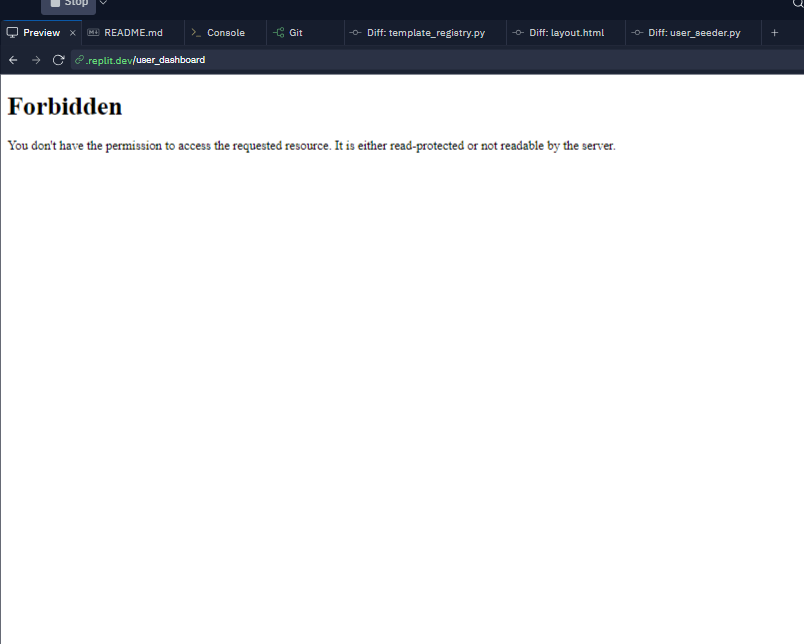 Stop
Preview × README.md Console Git Diff: template_registry.py Diff: layout.html Diff: user_seeder.py +
.replit.dev/user_dashboard
Forbidden
You don't have the permission to access the requested resource. It is either read-protected or not readable by the server.